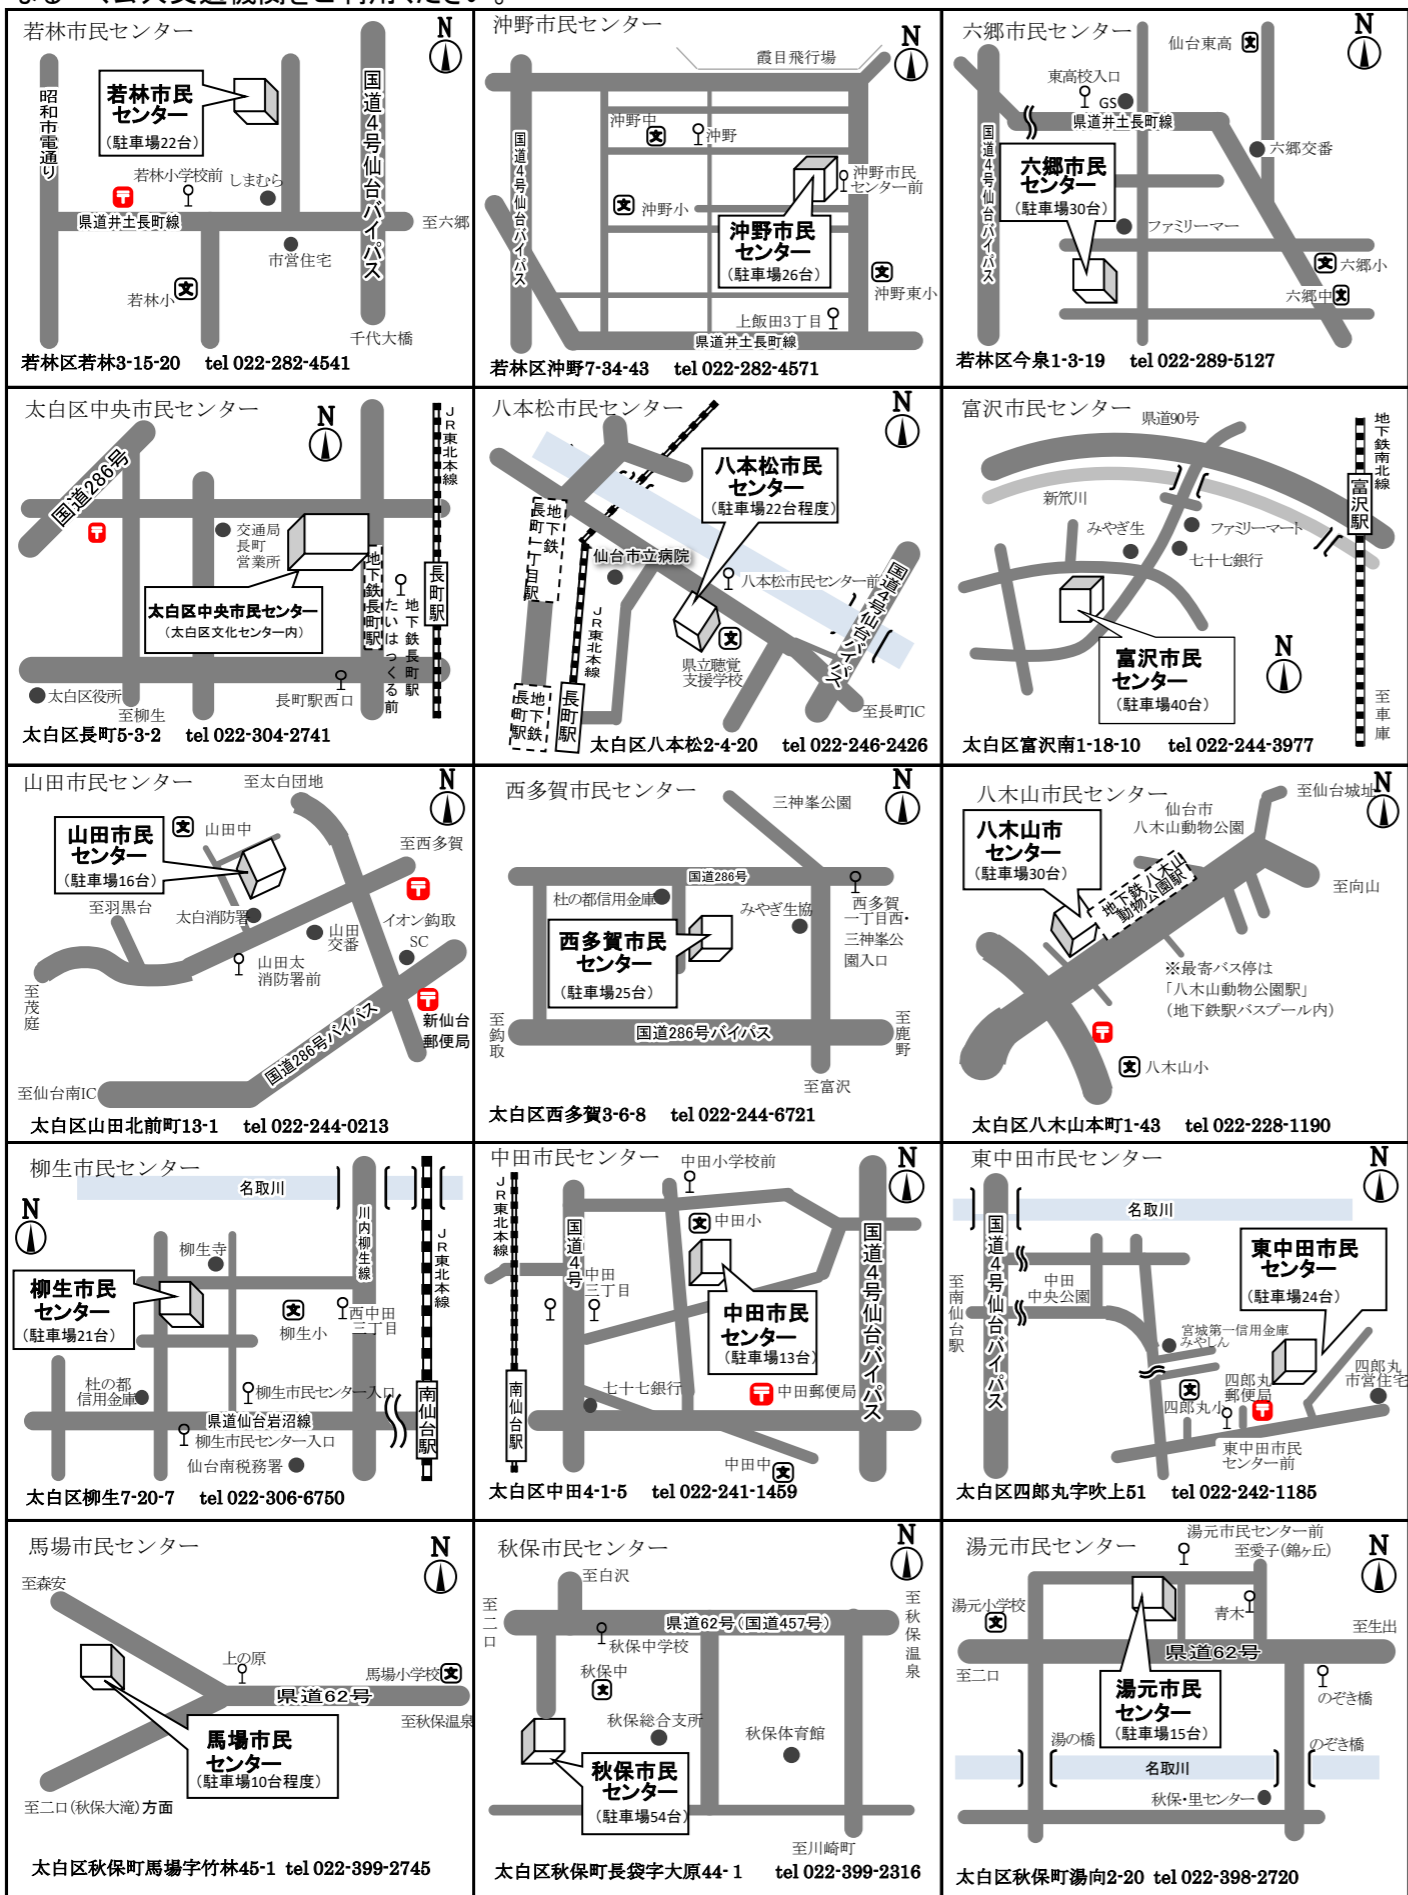 若林市民センター
N
昭和市電通り
若林市民
センター
(駐車場22台)
国道4号仙台バイパス
若林小学校前
しまむら
県道井土長町線
至六郷
市営住宅
若林小
文
千代大橋
若林区若林3-15-20 tel 022-282-4541
沖野市民センター
N
霞目飛行場
国道4号仙台バイパス
沖野中
文
沖野
沖野市民
センター前
文
沖野小
沖野市民
センター
(駐車場26台)
文
沖野東小
上飯田3丁目
県道井土長町線
若林区沖野7-34-43 tel 022-282-4571
六郷市民センター
仙台東高
文
N
東高校入口
GS
県道井土長町線
国道4号仙台バイパス
六郷交番
六郷市民
センター
(駐車場30台)
ファミリーマー
文
六郷小
六郷中
文
若林区今泉1-3-19 tel 022-289-5127
太白区中央市民センター
N
JR東北本線
国道286号
交通局
長町
営業所
地下鉄長町駅
長町駅
太白区中央市民センター
(太白区文化センター内)
地下鉄長町駅
たいはっくる前
太白区役所
長町駅西口
至柳生
太白区長町5-3-2 tel 022-304-2741
八本松市民センター
N
八本松市民
センター
(駐車場22台程度)
地下鉄
長町一丁目駅
仙台市立病院
八本松市民センター前
国道4号仙台バイパス
JR東北本線
文
県立聴覚
支援学校
地下鉄
長町駅
長町駅
至長町IC
太白区八本松2-4-20 tel 022-246-2426
富沢市民センター
県道90号
地下鉄南北線
富沢駅
新笊川
みやぎ生
ファミリーマート
七十七銀行
N
富沢市民
センター
(駐車場40台)
至車庫
太白区富沢南1-18-10 tel 022-244-3977
山田市民センター
至太白団地
N
山田市民
センター
(駐車場16台)
文
山田中
至西多賀
至羽黒台
太白消防署
山田
交番
イオン鈎取
SC
山田太
消防署前
至茂庭
新仙台
郵便局
国道286号バイパス
至仙台南IC
太白区山田北前町13-1 tel 022-244-0213
西多賀市民センター
三神峯公園
N
国道286号
杜の都信用金庫
みやぎ生協
西多賀
一丁目西・
三神峯公
園入口
西多賀市民
センター
(駐車場25台)
至鈎取
国道286号バイパス
至鹿野
至富沢
太白区西多賀3-6-8 tel 022-244-6721
八木山市民センター
至仙台城址
N
仙台市
八木山動物公園
八木山市
センター
(駐車場30台)
至向山
地下鉄 八木山
動物公園駅
※最寄バス停は
「八木山動物公園駅」
(地下鉄駅バスプール内)
文
八木山小
太白区八木山本町1-43 tel 022-228-1190
柳生市民センター
名取川
N
川内柳生線
JR東北本線
柳生寺
柳生市民
センター
(駐車場21台)
文
柳生小
西中田
三丁目
杜の都
信用金庫
柳生市民センター入口
県道仙台岩沼線
柳生市民センター入口
仙台南税務署
南仙台駅
太白区柳生7-20-7 tel 022-306-6750
中田市民センター
中田小学校前
N
JR東北本線
国道4号
文
中田小
国道4号仙台バイパス
中田
三丁目
中田市民
センター
(駐車場13台)
南仙台駅
七十七銀行
中田郵便局
中田中
文
太白区中田4-1-5 tel 022-241-1459
東中田市民センター
N
名取川
国道4号仙台バイパス
至南仙台駅
中田
中央公園
東中田市民
センター
(駐車場24台)
宮城第一信用金庫
みやしん
文
四郎丸小
四郎丸
郵便局
四郎丸
市営住宅
東中田市民
センター前
太白区四郎丸字吹上51 tel 022-242-1185
馬場市民センター
N
至森安
上の原
馬場小学校
文
県道62号
至秋保温泉
馬場市民
センター
(駐車場10台程度)
至二口(秋保大滝)方面
太白区秋保町馬場字竹林45-1 tel 022-399-2745
秋保市民センター
N
至白沢
至二口
県道62号(国道457号)
至秋保温泉
秋保中学校
秋保中
文
秋保総合支所
秋保体育館
秋保市民
センター
(駐車場54台)
至川崎町
太白区秋保町長袋字大原44-1 tel 022-399-2316
湯元市民センター
湯元市民センター前
至愛子(錦ヶ丘)
N
湯元小学校
文
青木
至生出
県道62号
至二口
のぞき橋
湯元市民
センター
(駐車場15台)
湯の橋
のぞき橋
名取川
秋保・里センター
太白区秋保町湯向2-20 tel 022-398-2720